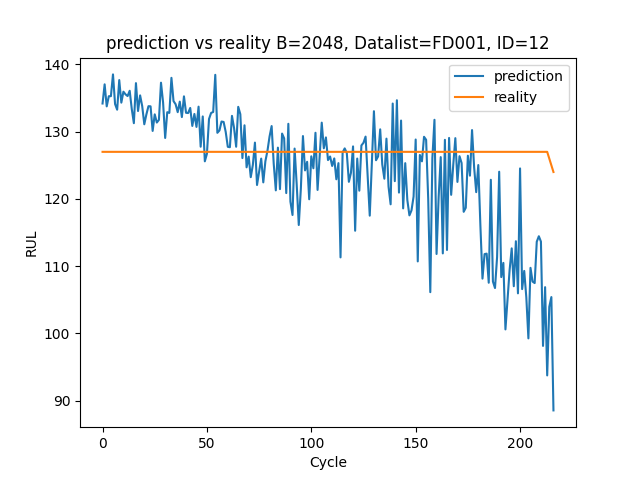 prediction vs reality B=2048, Datalist=FD001, ID=12
prediction
reality
140
130
120
110
100
90
RUL
0 50 100 150 200
Cycle